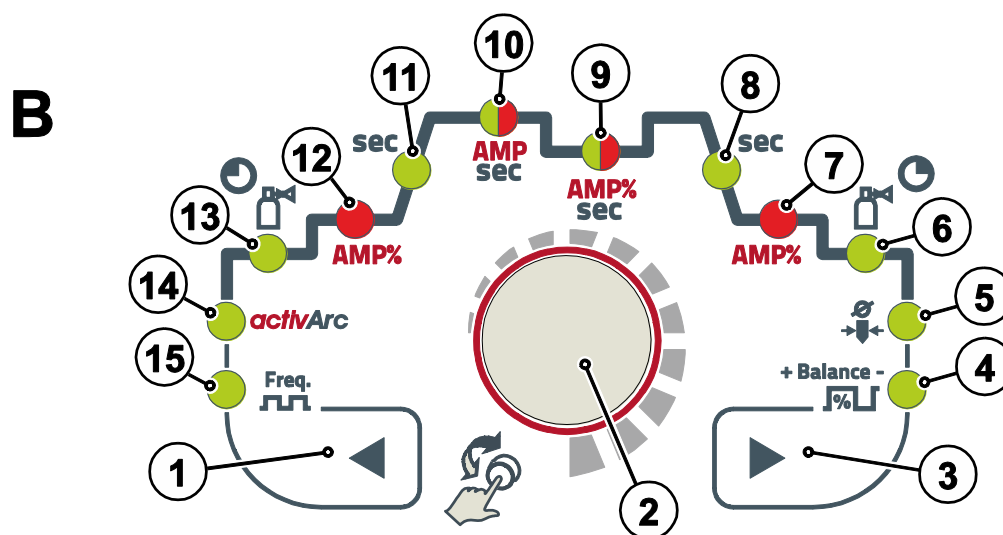 B
10
11
9
8
sec
AMP
sec
sec
12
AMP%
sec
7
13
AMP%
AMP%
6
14
activArc
5
15
Freq.
+ Balance -
%
4
1
3
2